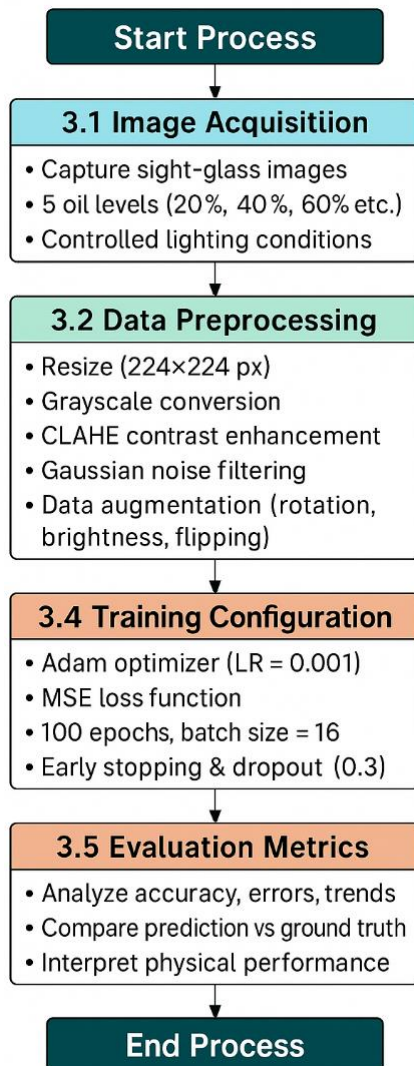 Start Process
3.1 Image Acquisitiion
• Capture sight-glass images
• 5 oil levels (20%, 40%, 60% etc.)
• Controlled lighting conditions
3.2 Data Preprocessing
• Resize (224×224 px)
• Grayscale conversion
• CLAHE contrast enhancement
• Gaussian noise filtering
• Data augmentation (rotation,
brightness, flipping)
3.4 Training Configuration
• Adam optimizer (LR = 0.001)
• MSE loss function
• 100 epochs, batch size = 16
• Early stopping & dropout (0.3)
3.5 Evaluation Metrics
• Analyze accuracy, errors, trends
• Compare prediction vs ground truth
• Interpret physical performance
End Process